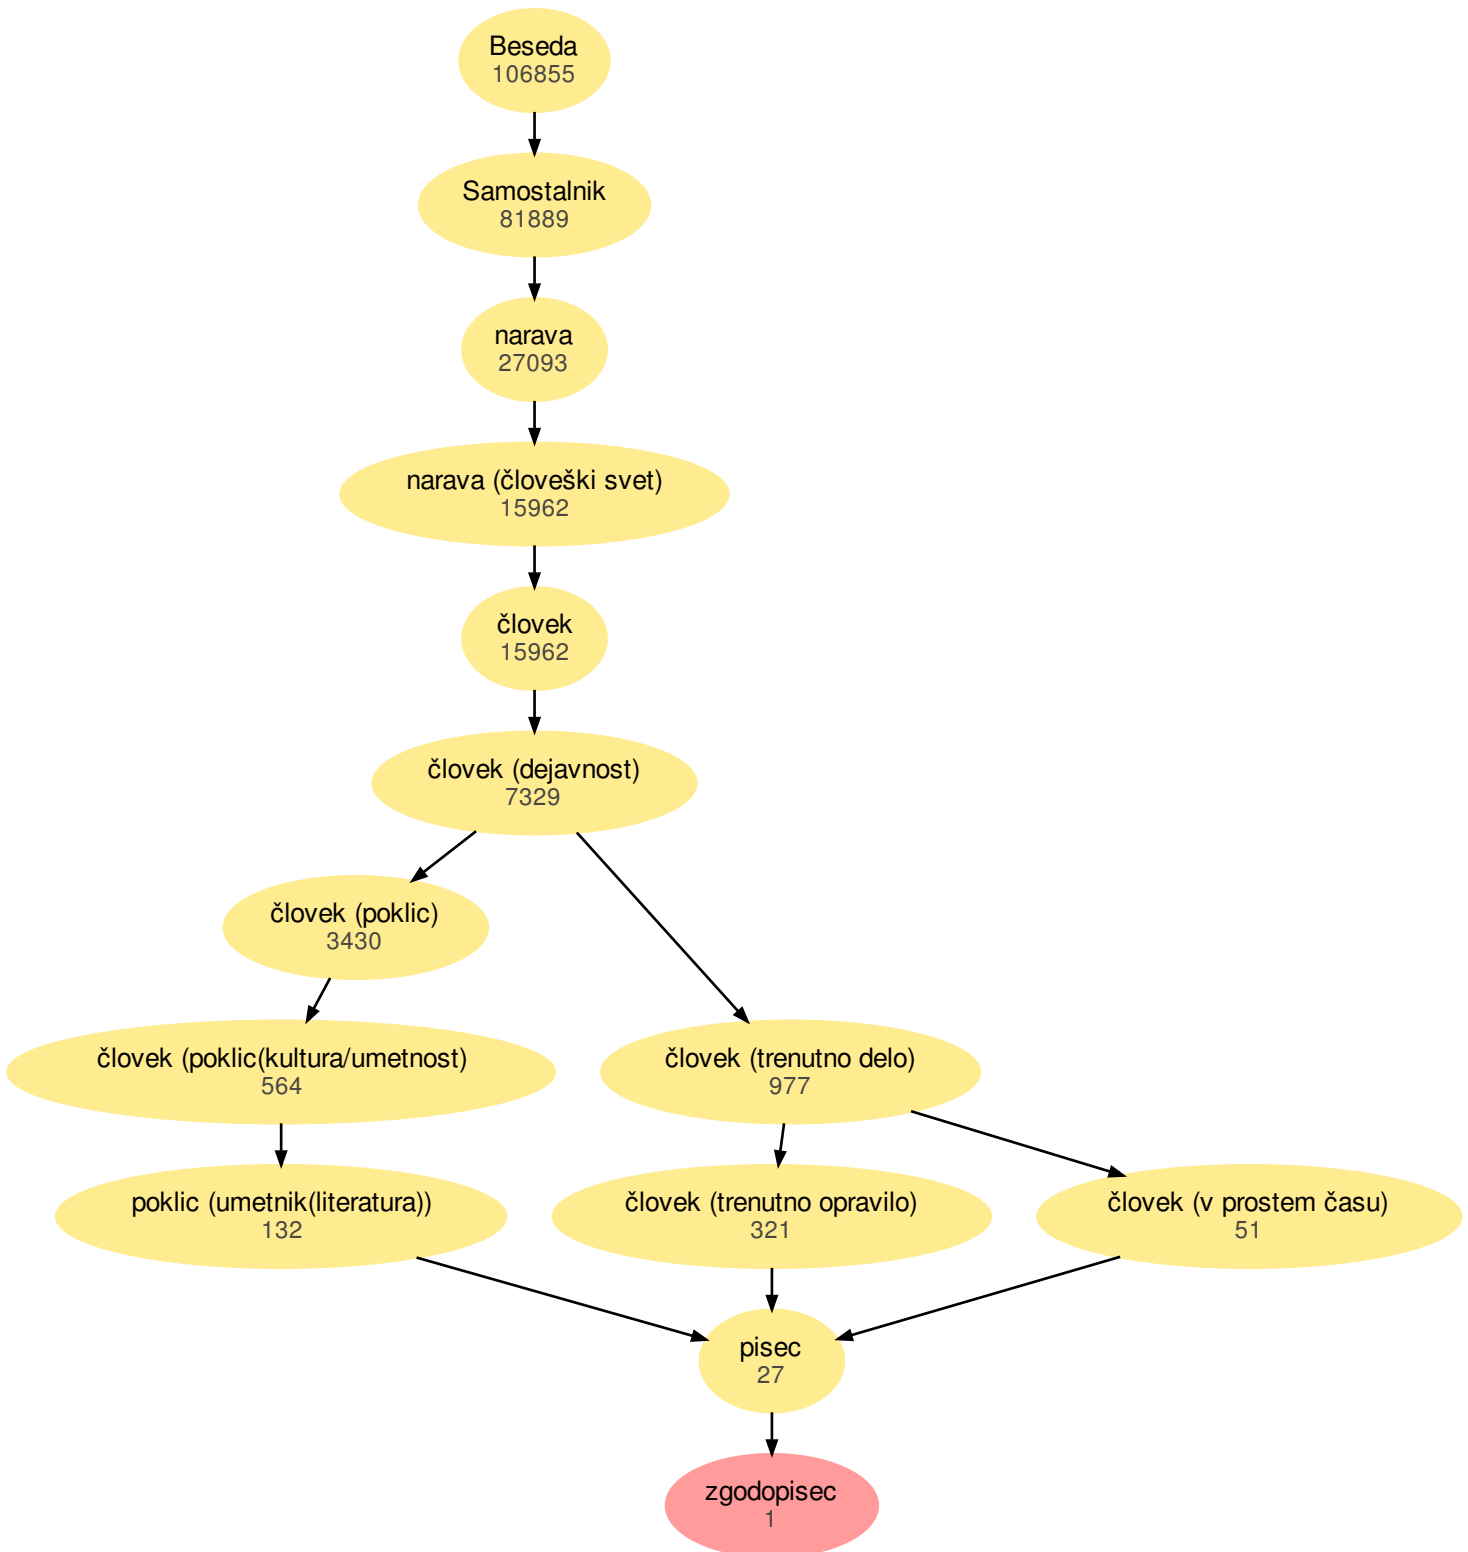 Beseda
106855
Samostalnik
81889
narava
27093
narava (človeški svet)
15962
človek
15962
človek (dejavnost)
7329
človek (poklic)
3430
človek (poklic(kultura/umetnost)
564
človek (trenutno delo)
977
poklic (umetnik(literatura))
132
človek (trenutno opravilo)
321
človek (v prostem času)
51
pisec
27
zgodopisec
1